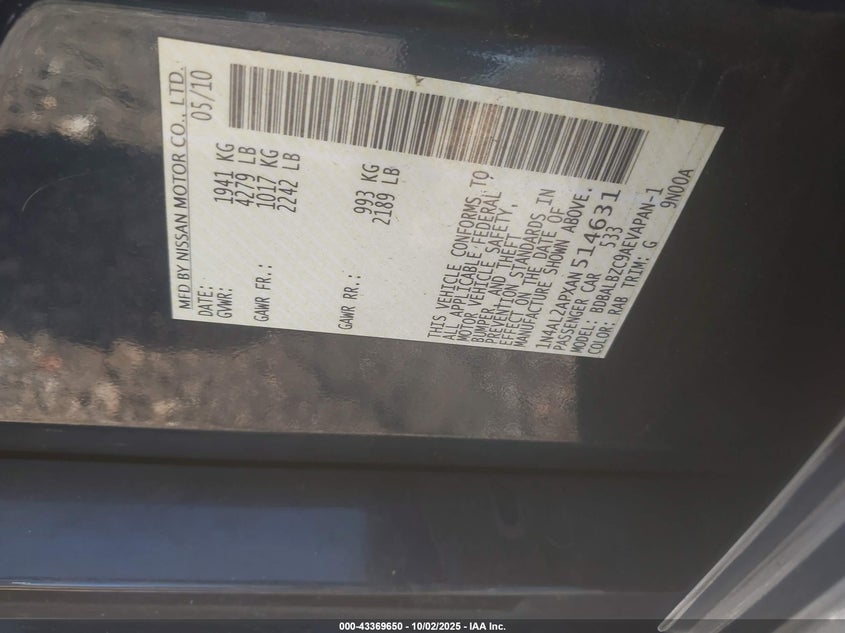 MFD BY NISSAN MOTOR CO., LTD.
DATE: 05/10
GVWR: 1941 KG
4279 LB
GAWR FR.: 1017 KG
2242 LB
GAWR RR.: 993 KG
2189 LB
THIS VEHICLE CONFORMS TO
ALL APPLICABLE FEDERAL
MOTOR VEHICLE SAFETY,
BUMPER, AND THEFT
PREVENTION STANDARDS IN
EFFECT ON THE DATE OF
MANUFACTURE SHOWN ABOVE.
1N4AL2APXAN514631
PASSENGER CAR 533
MODEL: BDBALBZC9AEVAPAN-1
COLOR: RAB TRIM: G 9N00A
000-43369650 - 10/02/2025 - IAA Inc.